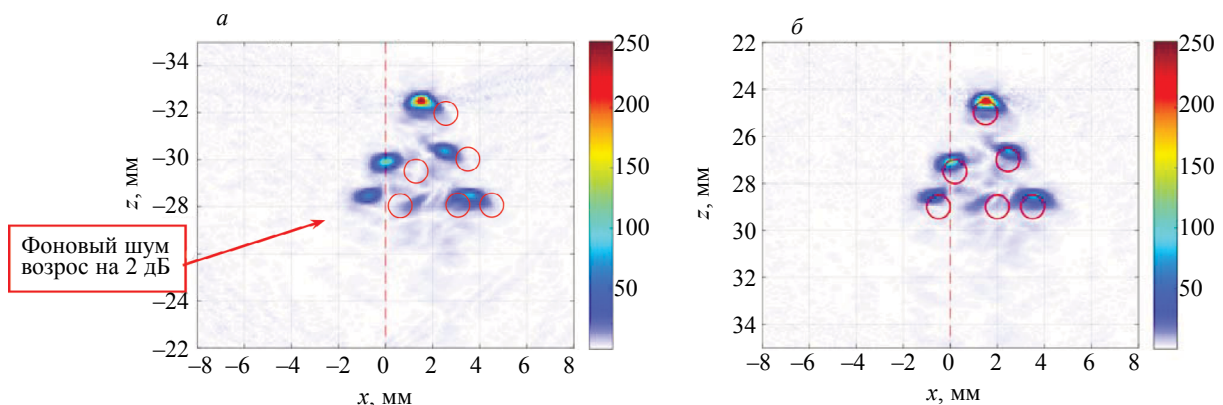 а
б
250
200
150
100
50
–34
–32
–30
–28
–24
–22
z, мм
Фоновый шум
возрос на 2 дБ
–8 –6 –4 –2 0 2 4 6 8
x, мм
22
24
26
28
30
32
34
z, мм
250
200
150
100
50
–8 –6 –4 –2 0 2 4 6 8
x, мм